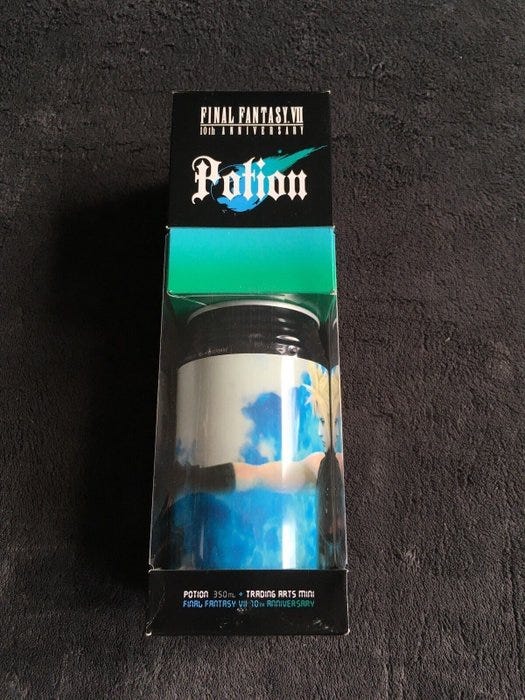 FINAL FANTASY VII
10th ANNIVERSARY
Potion
POTION 350ML + TRADING ARTS MINI
FINAL FANTASY VII 10TH ANNIVERSARY